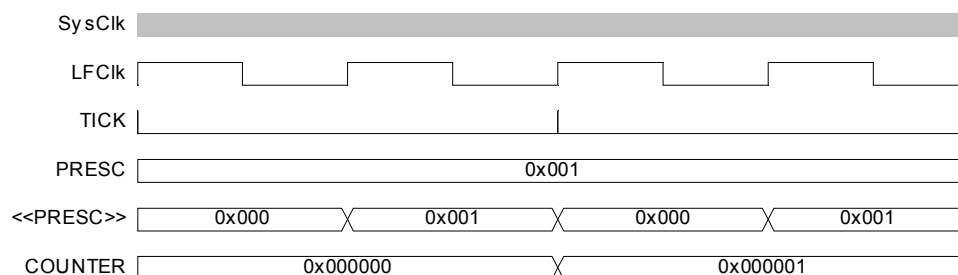 SysClk
LFClk
TICK
PRESC 0x001
<<PRESC>> 0x000 0x001 0x000 0x001
COUNTER 0x000000 0x000001